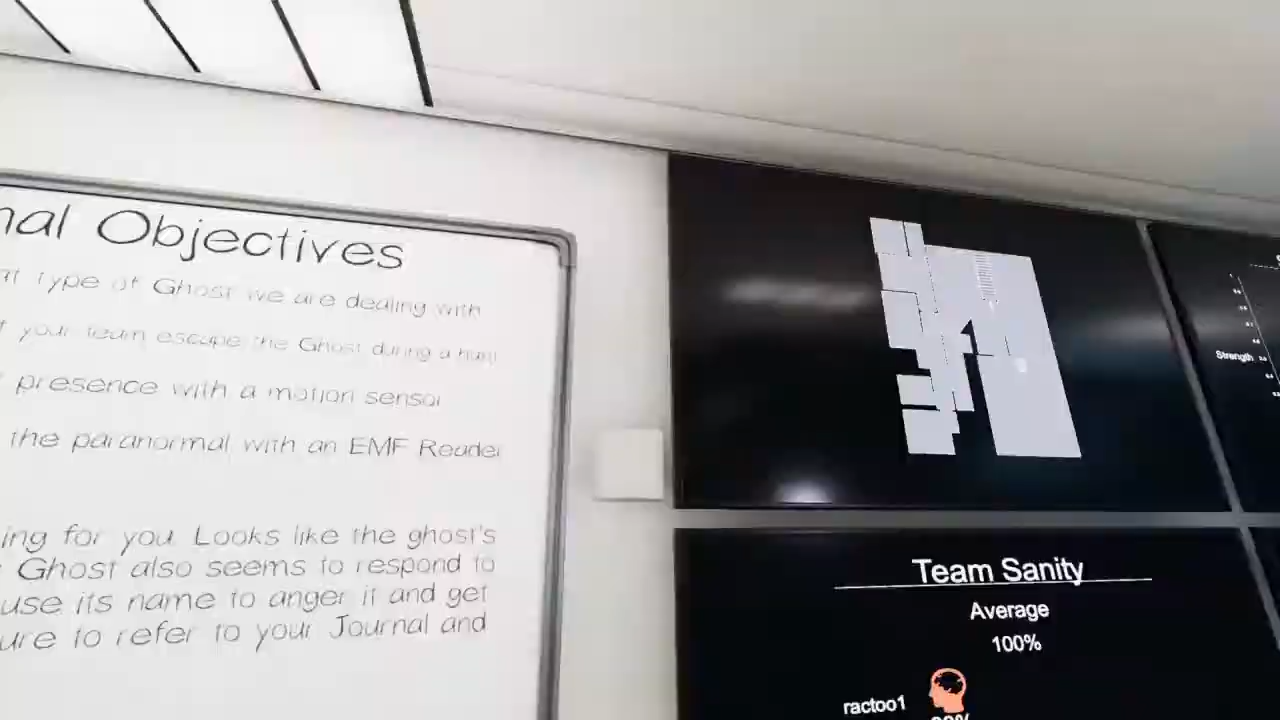 nal Objectives
at Type of Ghost we are dealing with
f your team escape the Ghost during a hunt
presence with a motion sensor
the paranormal with an EMF Reader
ing for you. Looks like the ghost's
Ghost also seems to respond to
use its name to anger it and get
ure to refer to your Journal and
Strength
Team Sanity
Average
100%
ractoo1